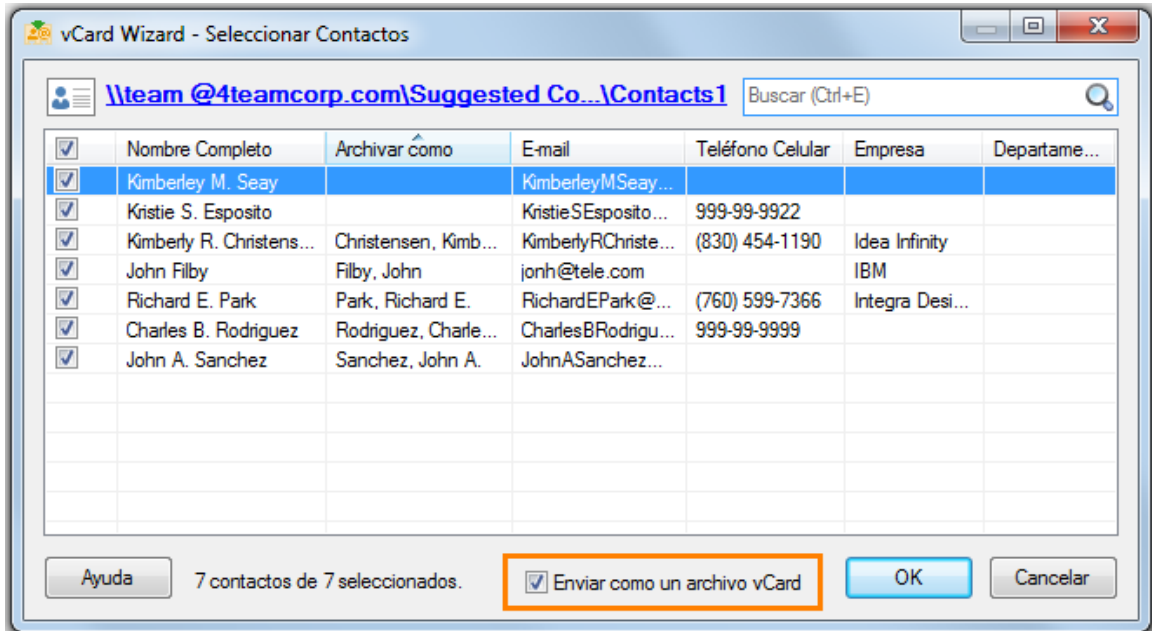 vCard Wizard - Seleccionar Contactos
\\team @4teamcorp.com\Suggested Co...\Contacts1 Buscar (Ctrl+E)
Nombre Completo Archivar como E-mail Teléfono Celular Empresa Departame...
Kimberley M. Seay KimberleyMSeay...
Kristie S. Esposito KristieSEsposito... 999-99-9922
Kimberly R. Christens... Christensen, Kimb... KimberlyRChriste... (830) 454-1190 Idea Infinity
John Filby Filby, John jonh@tele.com IBM
Richard E. Park Park, Richard E. RichardEPark@... (760) 599-7366 Integra Desi...
Charles B. Rodriguez Rodriguez, Charle... CharlesBRodrigu... 999-99-9999
John A. Sanchez Sanchez, John A. JohnASanchez...
Ayuda 7 contactos de 7 seleccionados. Enviar como un archivo vCard OK Cancelar